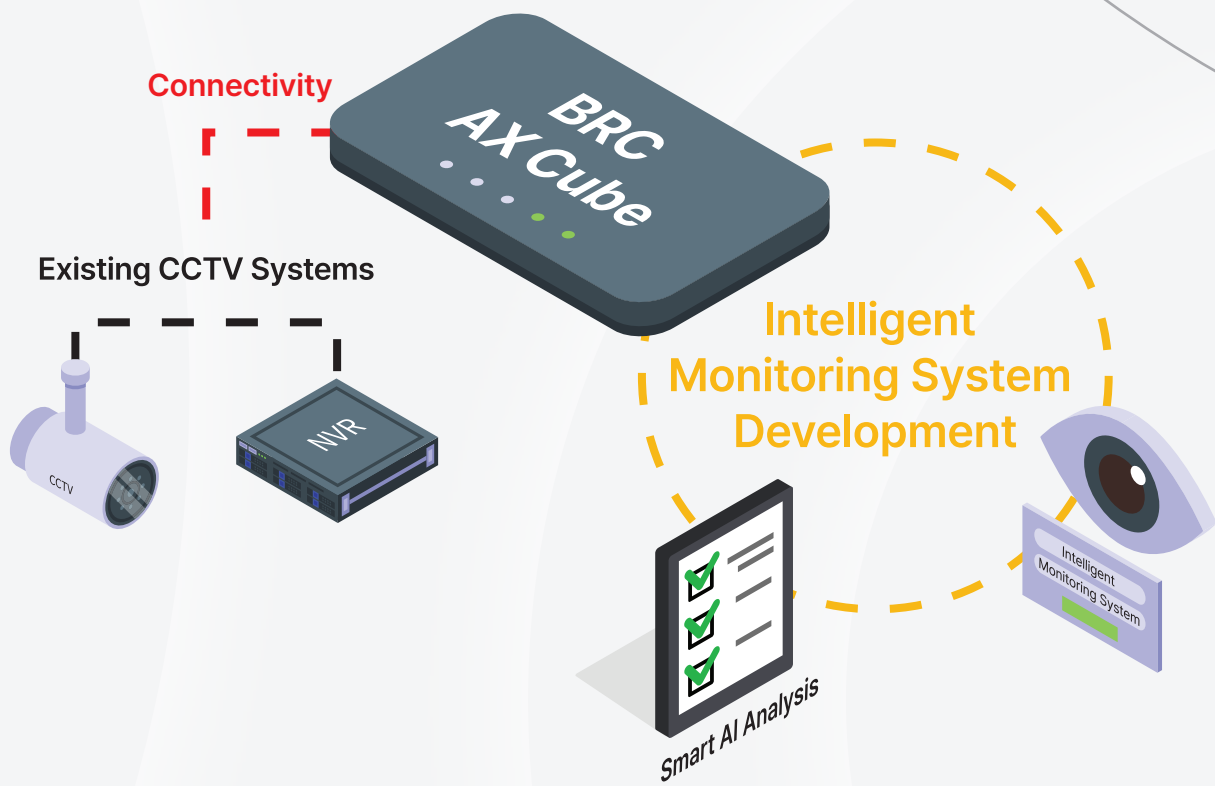 Connectivity
BRC
AX Cube
Existing CCTV Systems
CCTV
NVR
Intelligent
Monitoring System
Development
Intelligent
Monitoring System
Smart AI Analysis